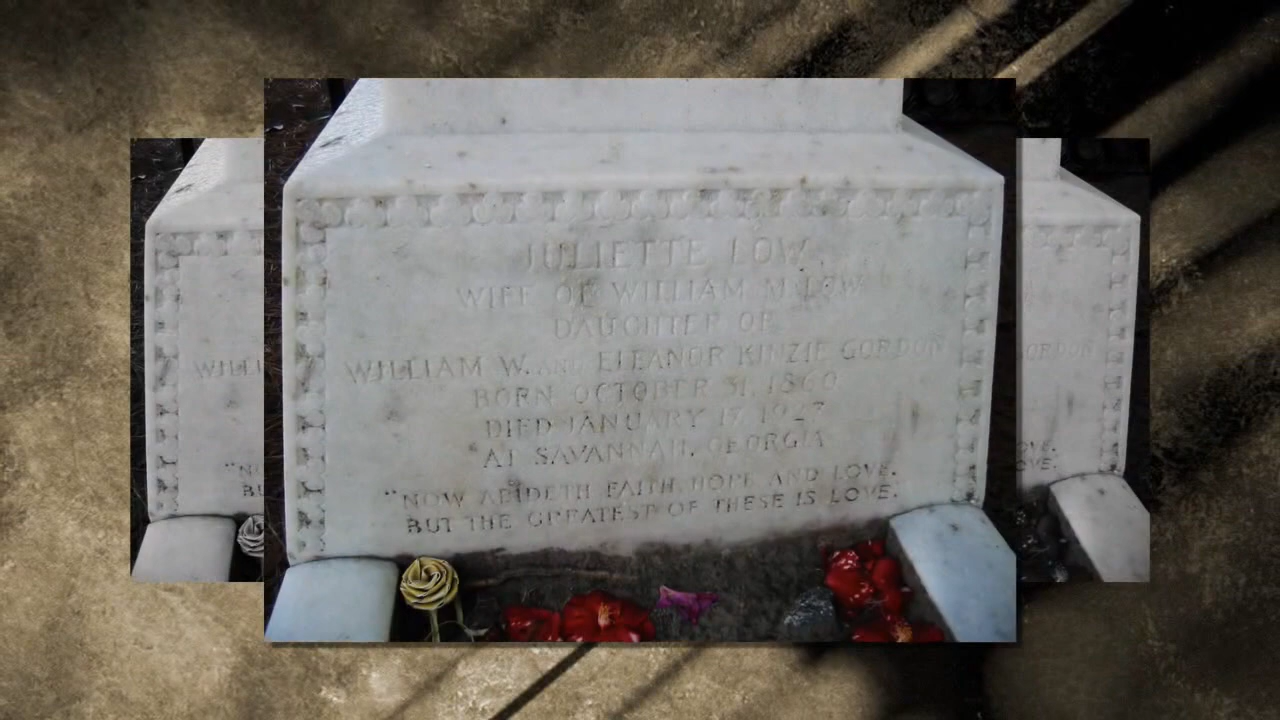 JULIETTE LOW
WIFE OF WILLIAM M. LOW
DAUGHTER OF
WILLIAM W. AND ELEANOR KINZIE GORDON
BORN OCTOBER 31, 1860
DIED JANUARY 17, 1927
AT SAVANNAH, GEORGIA
"NOW ABIDETH FAITH, HOPE AND LOVE.
BUT THE GREATEST OF THESE IS LOVE."